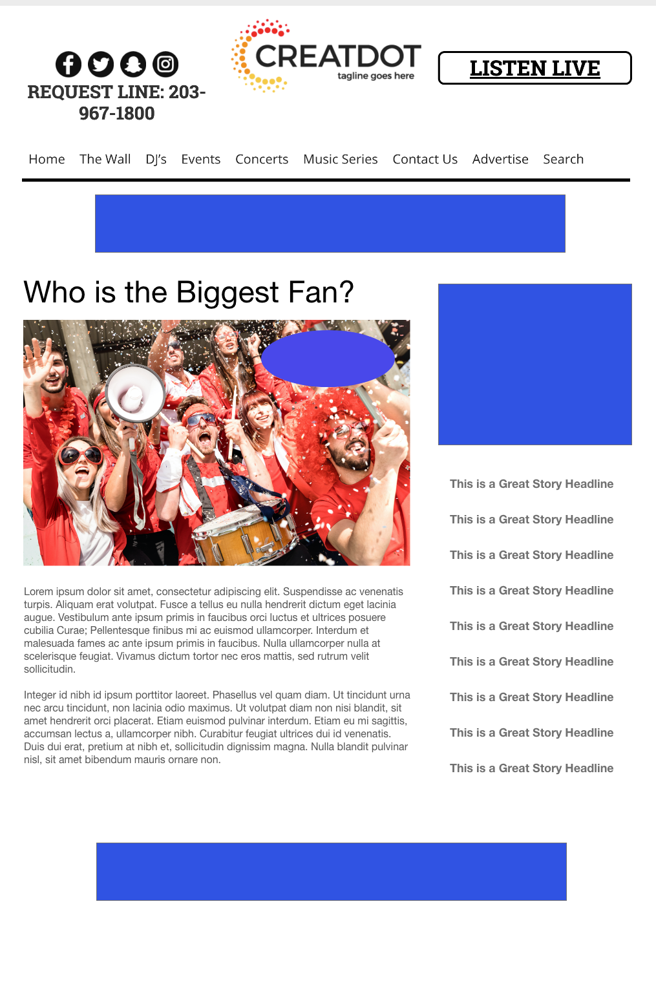 REQUEST LINE: 203-
967-1800
CREATDOT
tagline goes here
LISTEN LIVE
Home The Wall DJ's Events Concerts Music Series Contact Us Advertise Search
Who is the Biggest Fan?
Lorem ipsum dolor sit amet, consectetur adipiscing elit. Suspendisse ac venenatis
turpis. Aliquam erat volutpat. Fusce a tellus eu nulla hendrerit dictum eget lacinia
augue. Vestibulum ante ipsum primis in faucibus orci luctus et ultrices posuere
cubilia Curae; Pellentesque finibus mi ac euismod ullamcorper. Interdum et
malesuada fames ac ante ipsum primis in faucibus. Nulla ullamcorper nulla at
scelerisque feugiat. Vivamus dictum tortor nec eros mattis, sed rutrum velit
sollicitudin.
Integer id nibh id ipsum porttitor laoreet. Phasellus vel quam diam. Ut tincidunt urna
nec arcu tincidunt, non lacinia odio maximus. Ut volutpat diam non nisi blandit, sit
amet hendrerit orci placerat. Etiam euismod pulvinar interdum. Etiam eu mi sagittis,
accumsan lectus a, ullamcorper nibh. Curabitur feugiat ultrices dui id venenatis.
Duis dui erat, pretium at nibh et, sollicitudin dignissim magna. Nulla blandit pulvinar
nisl, sit amet bibendum mauris ornare non.
This is a Great Story Headline
This is a Great Story Headline
This is a Great Story Headline
This is a Great Story Headline
This is a Great Story Headline
This is a Great Story Headline
This is a Great Story Headline
This is a Great Story Headline
This is a Great Story Headline